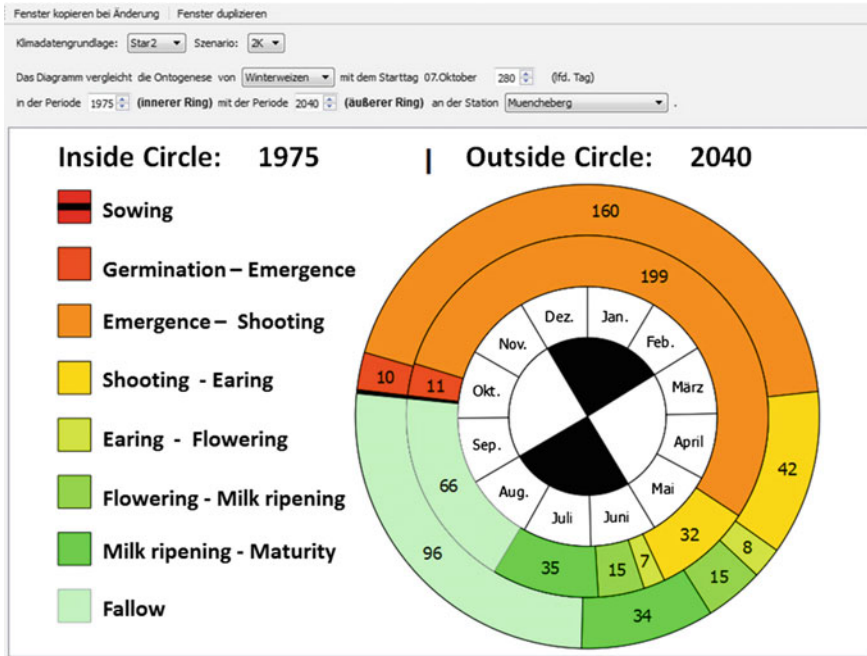 Fenster kopieren bei Änderung Fenster duplizieren
Klimadatengrundlage: Star2 Szenario: 2K
Das Diagramm vergleicht die Ontogenese von Winterweizen mit dem Starttag 07.Oktober 280 (lfd. Tag)
in der Periode 1975 (innerer Ring) mit der Periode 2040 (äußerer Ring) an der Station Muencheberg .
Inside Circle: 1975 | Outside Circle: 2040
Sowing
Germination – Emergence
Emergence – Shooting
Shooting - Earing
Earing - Flowering
Flowering - Milk ripening
Milk ripening - Maturity
Fallow
160
199
Dez. Jan.
Nov. Feb.
10 11 Okt. März
Sep. April
42
66 Aug. Mai
Juli Juni
32
8
96 35 15 7
15
34